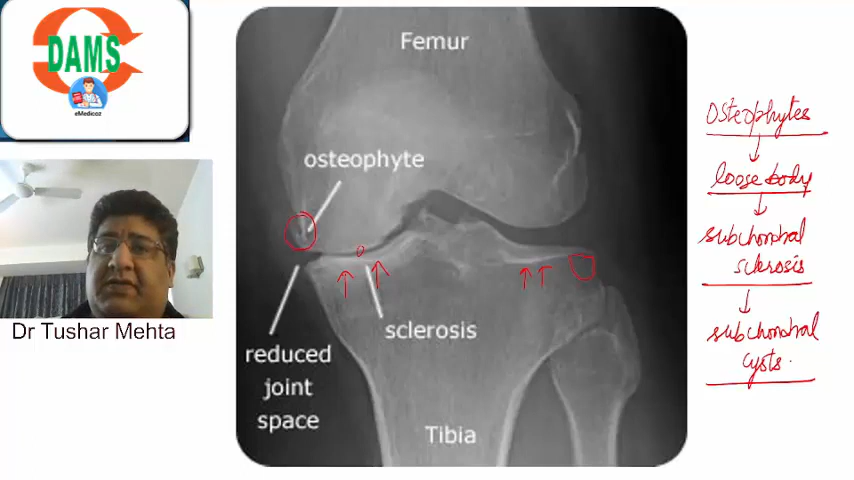 DAMS
eMedicoz
Dr Tushar Mehta
Femur
osteophyte
sclerosis
reduced
joint
space
Tibia
Osteophytes
loose body
subchondral
sclerosis
subchondral
cysts.